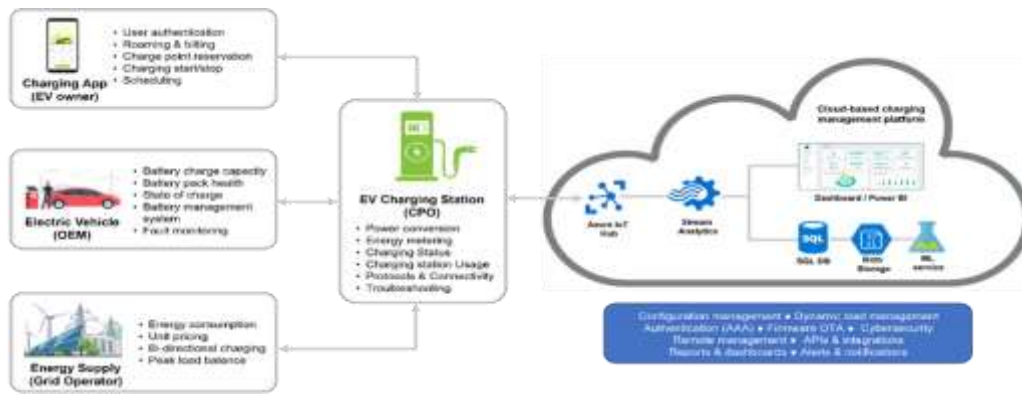 Charging App
(EV owner)
User authentication
Roaming & billing
Charge point reservation
Charging start/stop
Scheduling
Electric Vehicle
(OEM)
Battery charge capacity
Battery pack health
State of charge
Battery management
system
Fault monitoring
Energy Supply
(Grid Operator)
Energy consumption
Unit pricing
Bi-directional charging
Peak load balance
EV Charging Station
(CPO)
Power conversion
Energy metering
Charging Status
Charging station Usage
Protocols & Connectivity
Troubleshooting
Cloud-based charging
management platform
Dashboard / Power BI
Azure IoT
Hub
Stream
Analytics
SQL
SQL DB
Storage
ML
service
Configuration management ● Dynamic load management
Authentication (AAA) ● Firmware OTA ● Cybersecurity
Remote management ● APIs & integrations
Reports & dashboards ● Alerts & notifications